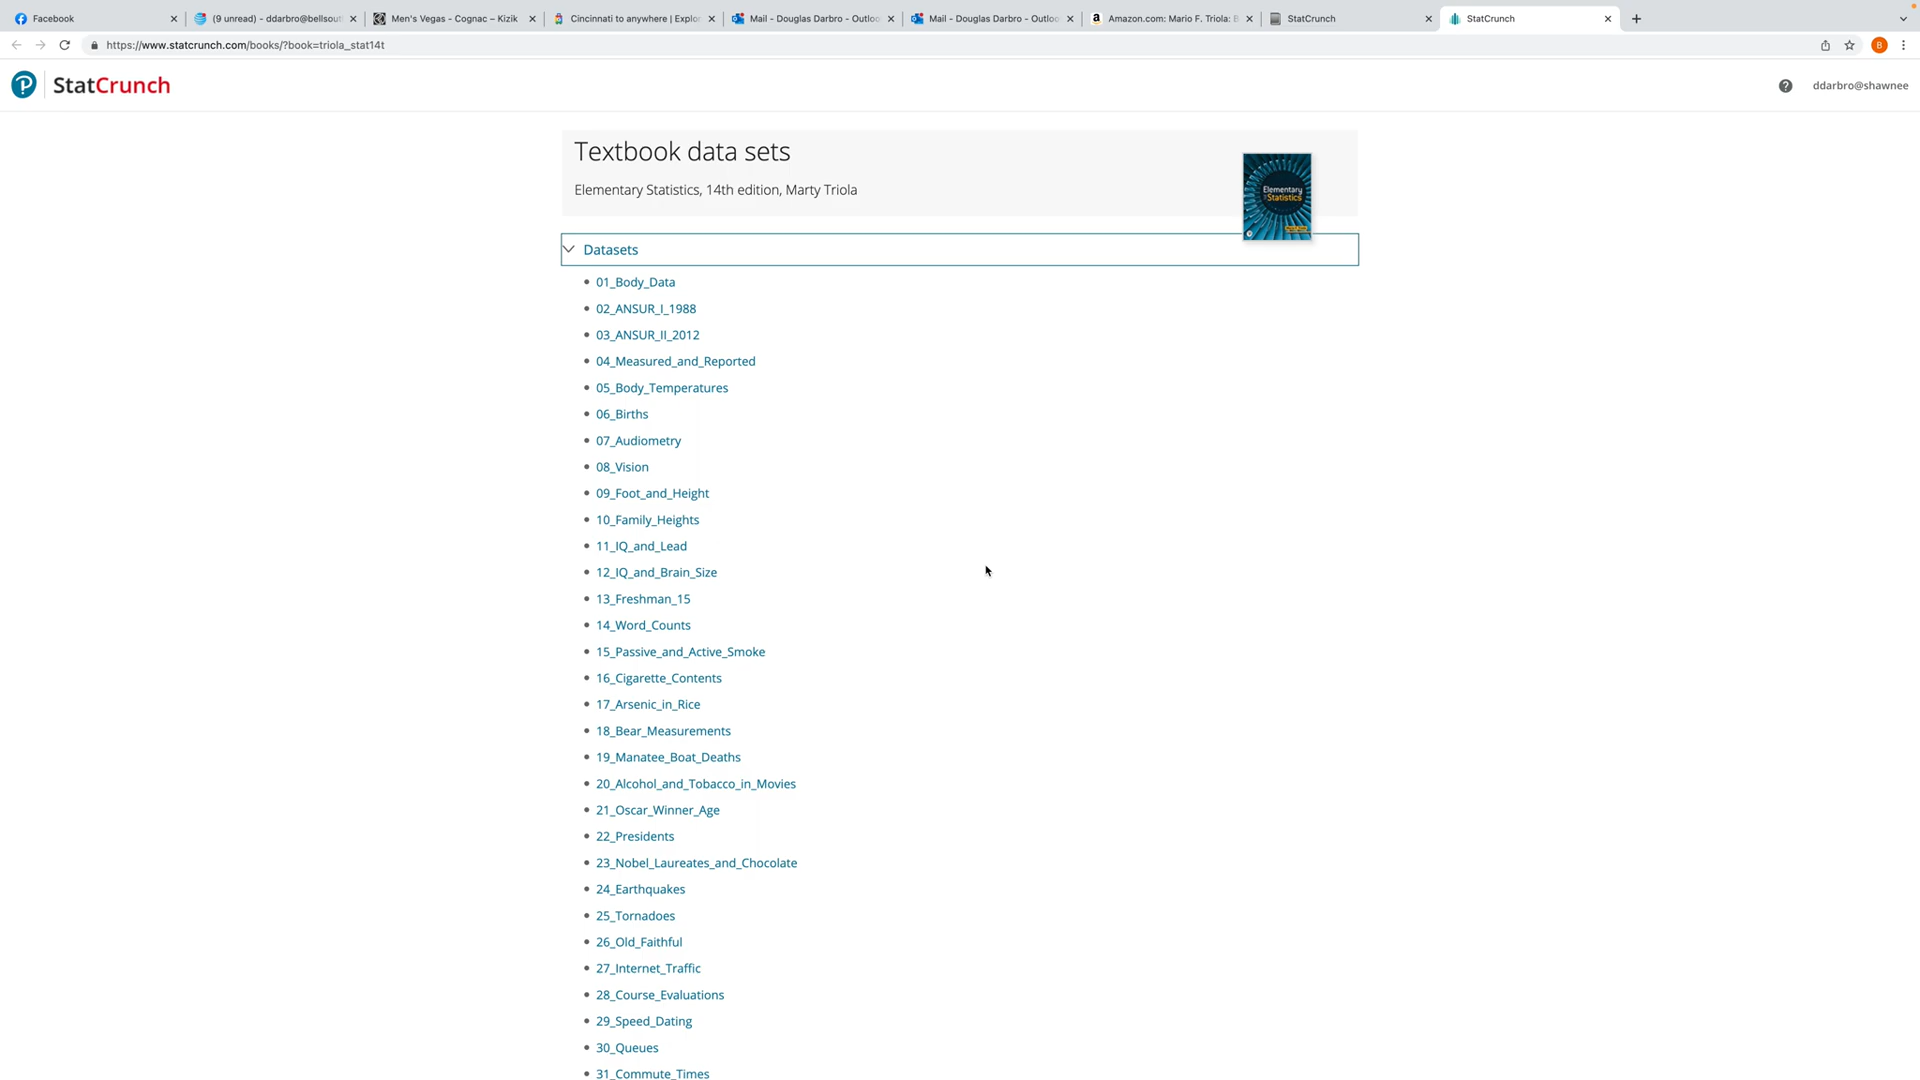 Facebook
(9 unread) - ddarbro@bellsout
Men's Vegas - Cognac – Kizik
Cincinnati to anywhere | Explor
Mail - Douglas Darbro - Outloo
Mail - Douglas Darbro - Outloo
Amazon.com: Mario F. Triola: B
StatCrunch
StatCrunch
https://www.statcrunch.com/books/?book=triola_stat14t
B
StatCrunch
ddarbro@shawnee
Textbook data sets
Elementary Statistics, 14th edition, Marty Triola
Elementary
Statistics
Datasets
01_Body_Data
02_ANSUR_I_1988
03_ANSUR_II_2012
04_Measured_and_Reported
05_Body_Temperatures
06_Births
07_Audiometry
08_Vision
09_Foot_and_Height
10_Family_Heights
11_IQ_and_Lead
12_IQ_and_Brain_Size
13_Freshman_15
14_Word_Counts
15_Passive_and_Active_Smoke
16_Cigarette_Contents
17_Arsenic_in_Rice
18_Bear_Measurements
19_Manatee_Boat_Deaths
20_Alcohol_and_Tobacco_in_Movies
21_Oscar_Winner_Age
22_Presidents
23_Nobel_Laureates_and_Chocolate
24_Earthquakes
25_Tornadoes
26_Old_Faithful
27_Internet_Traffic
28_Course_Evaluations
29_Speed_Dating
30_Queues
31_Commute_Times